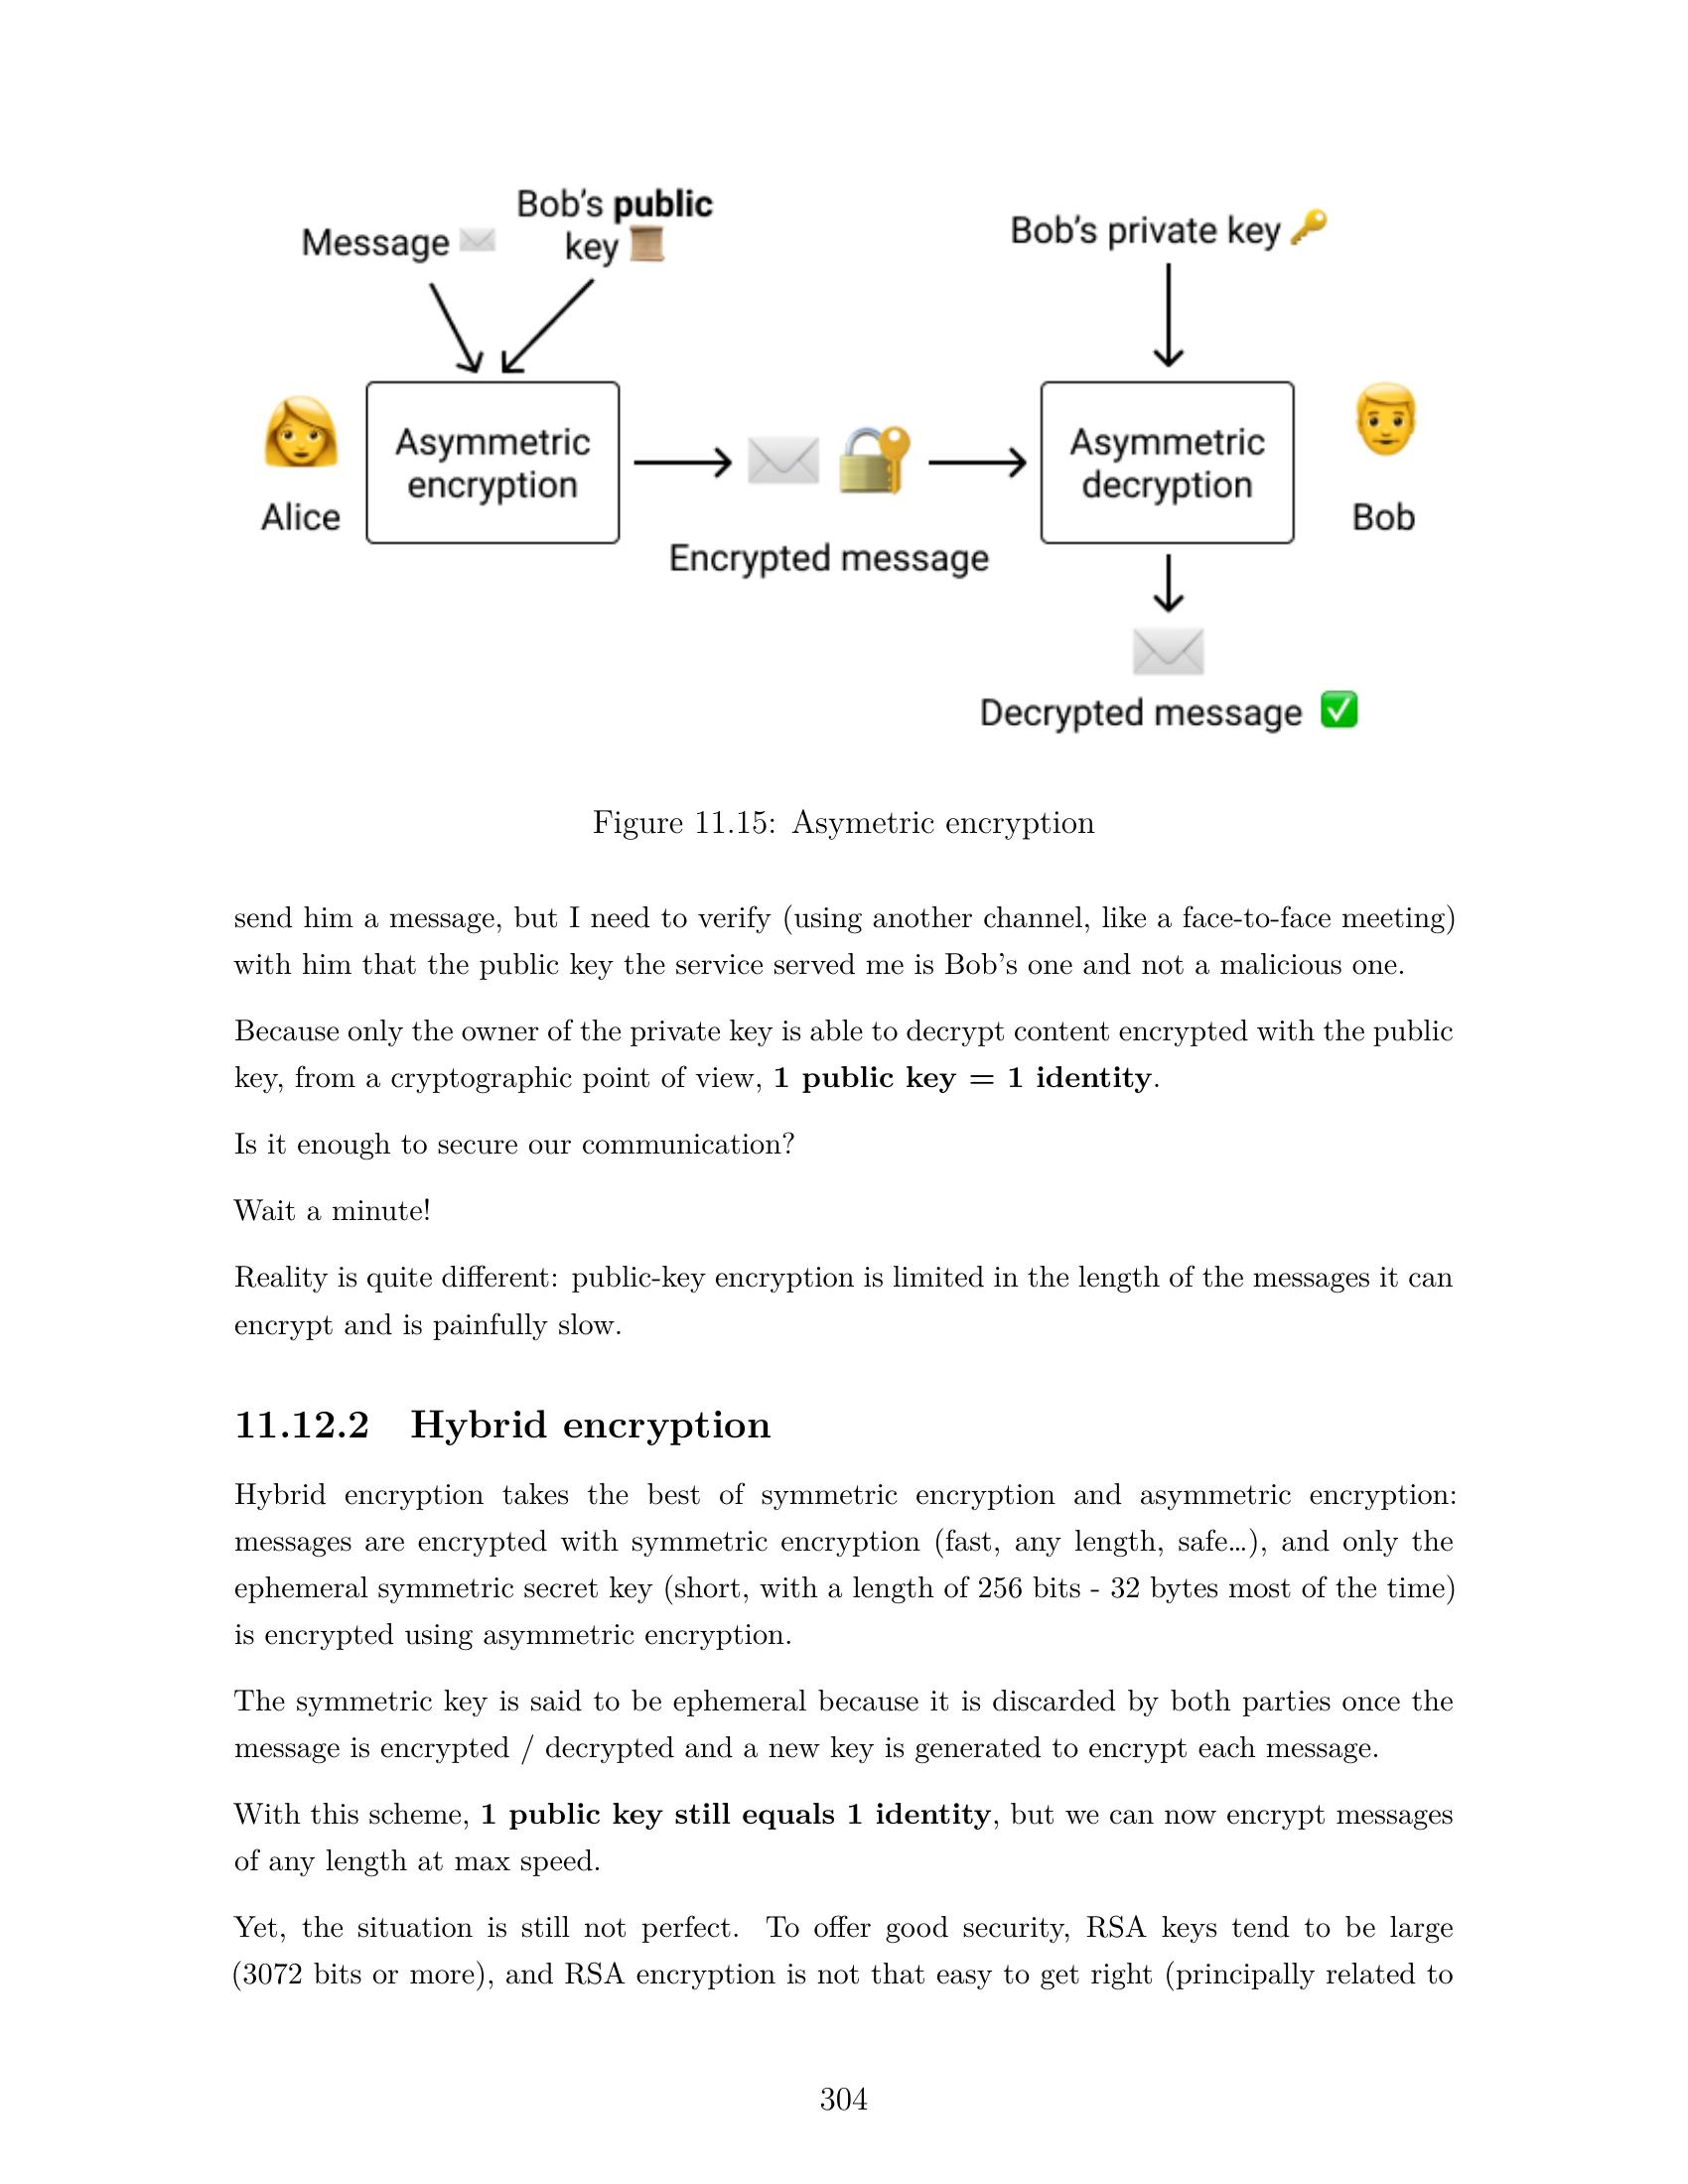 Bob's public
Message key
Bob's private key
Asymmetric
encryption
Asymmetric
decryption
Alice
Bob
Encrypted message
Decrypted message
Figure 11.15: Asymetric encryption
send him a message, but I need to verify (using another channel, like a face-to-face meeting)
with him that the public key the service served me is Bob's one and not a malicious one.
Because only the owner of the private key is able to decrypt content encrypted with the public
key, from a cryptographic point of view, 1 public key = 1 identity.
Is it enough to secure our communication?
Wait a minute!
Reality is quite different: public-key encryption is limited in the length of the messages it can
encrypt and is painfully slow.
11.12.2 Hybrid encryption
Hybrid encryption takes the best of symmetric encryption and asymmetric encryption:
messages are encrypted with symmetric encryption (fast, any length, safe…), and only the
ephemeral symmetric secret key (short, with a length of 256 bits - 32 bytes most of the time)
is encrypted using asymmetric encryption.
The symmetric key is said to be ephemeral because it is discarded by both parties once the
message is encrypted / decrypted and a new key is generated to encrypt each message.
With this scheme, 1 public key still equals 1 identity, but we can now encrypt messages
of any length at max speed.
Yet, the situation is still not perfect. To offer good security, RSA keys tend to be large
(3072 bits or more), and RSA encryption is not that easy to get right (principally related to
304